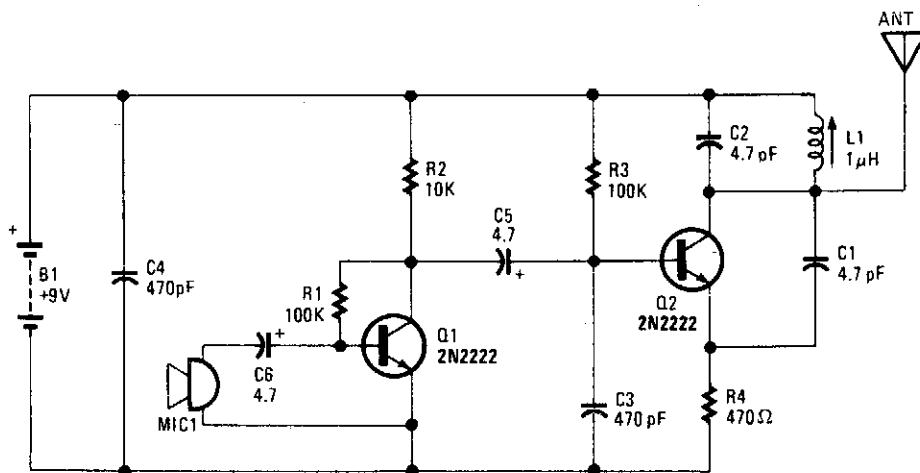 ANT
C2
4.7 pF
L1
1µH
R2
10K
R3
100K
C5
4.7
+
+
B1
+9V
C4
470pF
R1
100K
+
C6
4.7
MIC1
Q1
2N2222
Q2
2N2222
C1
4.7 pF
C3
470 pF
R4
470Ω